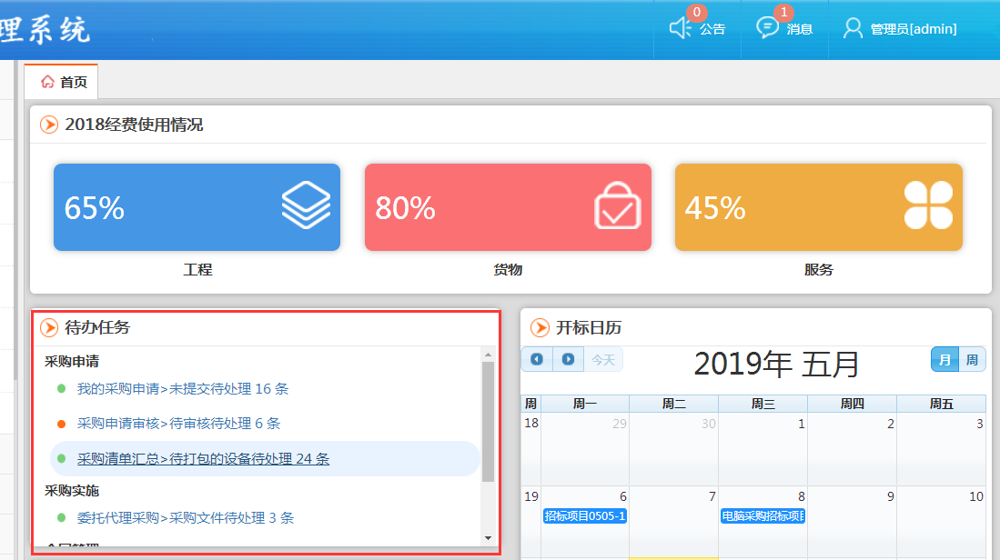 理系统
0
公告
1
消息
管理员[admin]
首页
2018经费使用情况
65%
80%
45%
工程
货物
服务
待办任务
采购申请
我的采购申请>未提交待处理 16 条
采购申请审核>待审核待处理 6 条
采购清单汇总>待打包的设备待处理 24 条
采购实施
委托代理采购>采购文件待处理 3 条
开标日历
今天
2019年 五月
月 周
周 周一 周二 周三 周四 周五
18 29 30 1 2 3
19 6 7 8 9 10
招标项目0505-1
电脑采购招标项目